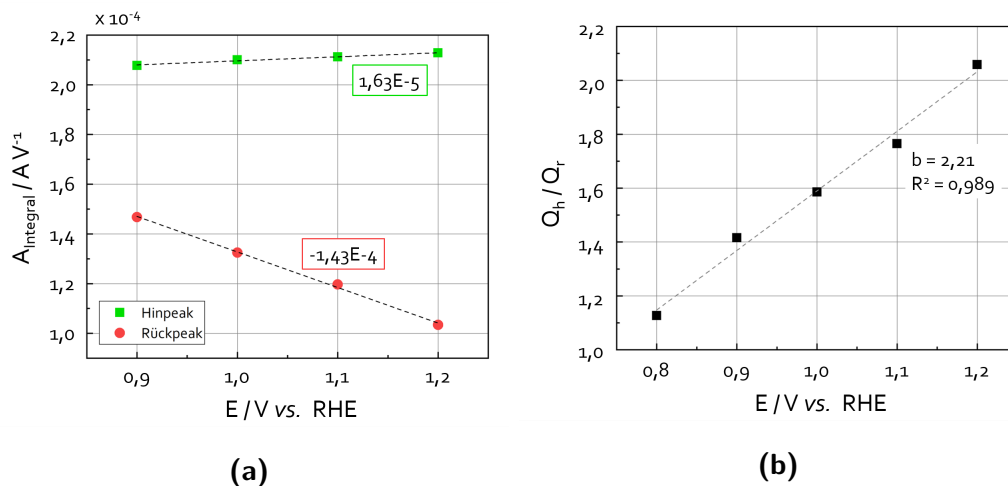 x 10⁻⁴
2,2
2,0
1,8
1,6
1,4
1,2
1,0
A_Integral / A V⁻¹
1,63E-5
-1,43E-4
Hinpeak
Rückpeak
0,9 1,0 1,1 1,2
E / V vs. RHE
(a)
2,2
2,0
1,8
1,6
1,4
1,2
1,0
Q_h / Q_r
b = 2,21
R² = 0,989
0,8 0,9 1,0 1,1 1,2
E / V vs. RHE
(b)